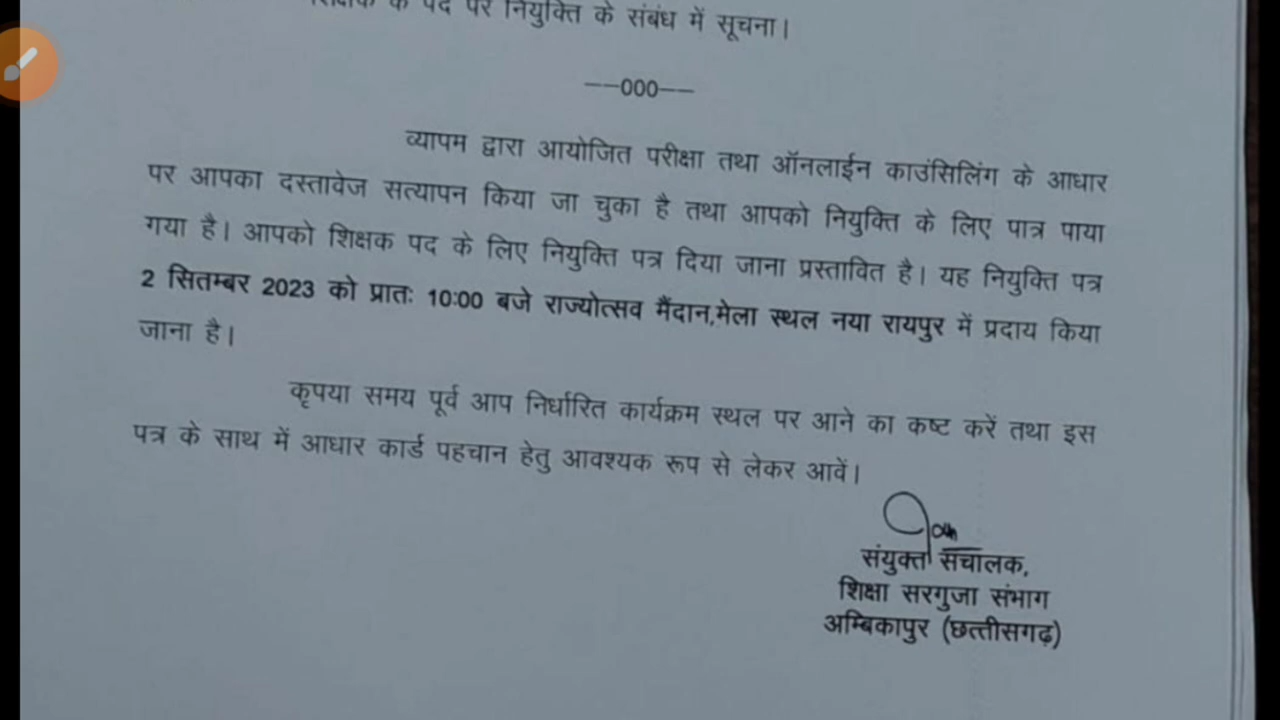 के पद पर नियुक्ति के संबंध में सूचना।
——000——
व्यापम द्वारा आयोजित परीक्षा तथा ऑनलाईन काउंसिलिंग के आधार
पर आपका दस्तावेज सत्यापन किया जा चुका है तथा आपको नियुक्ति के लिए पात्र पाया
गया है। आपको शिक्षक पद के लिए नियुक्ति पत्र दिया जाना प्रस्तावित है। यह नियुक्ति पत्र
2 सितम्बर 2023 को प्रातः 10:00 बजे राज्योत्सव मैंदान,मेला स्थल नया रायपुर में प्रदाय किया
जाना है।
कृपया समय पूर्व आप निर्धारित कार्यक्रम स्थल पर आने का कष्ट करें तथा इस
पत्र के साथ में आधार कार्ड पहचान हेतु आवश्यक रूप से लेकर आवें।
संयुक्त संचालक,
शिक्षा सरगुजा संभाग
अम्बिकापुर (छत्तीसगढ़)